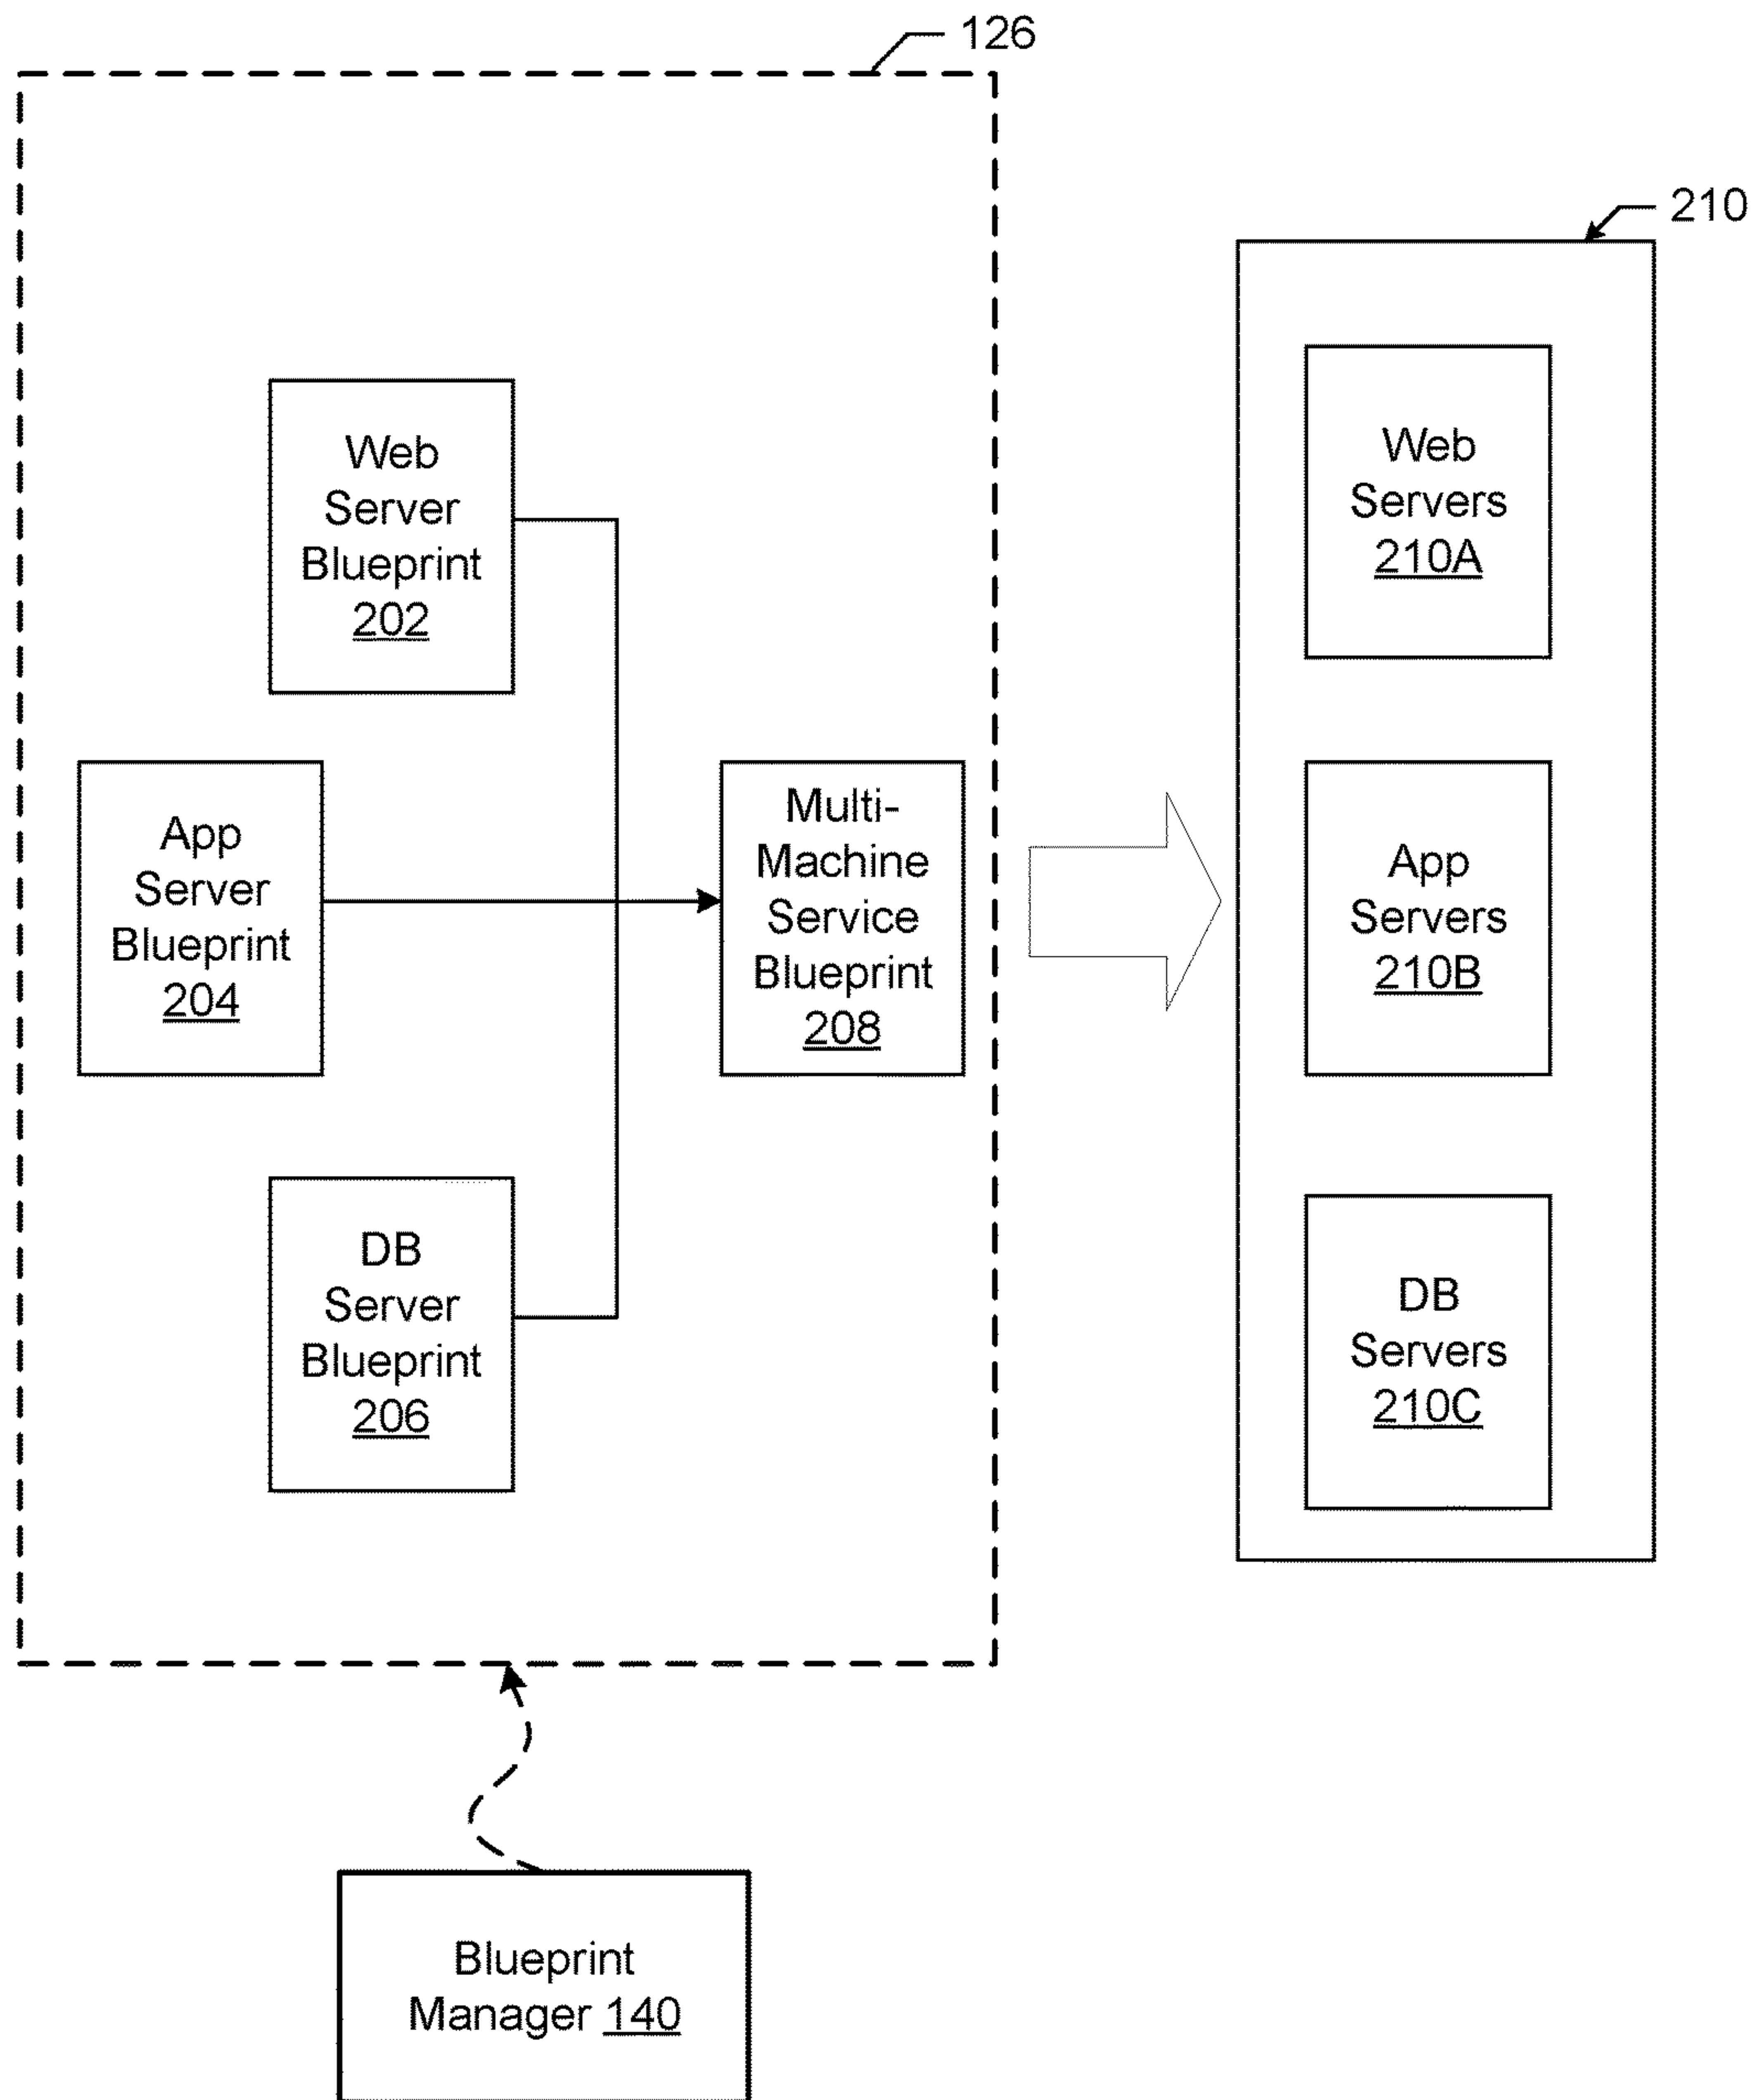 126
210
Web
Server
Blueprint
202
App
Server
Blueprint
204
DB
Server
Blueprint
206
Multi-
Machine
Service
Blueprint
208
Web
Servers
210A
App
Servers
210B
DB
Servers
210C
Blueprint
Manager 140